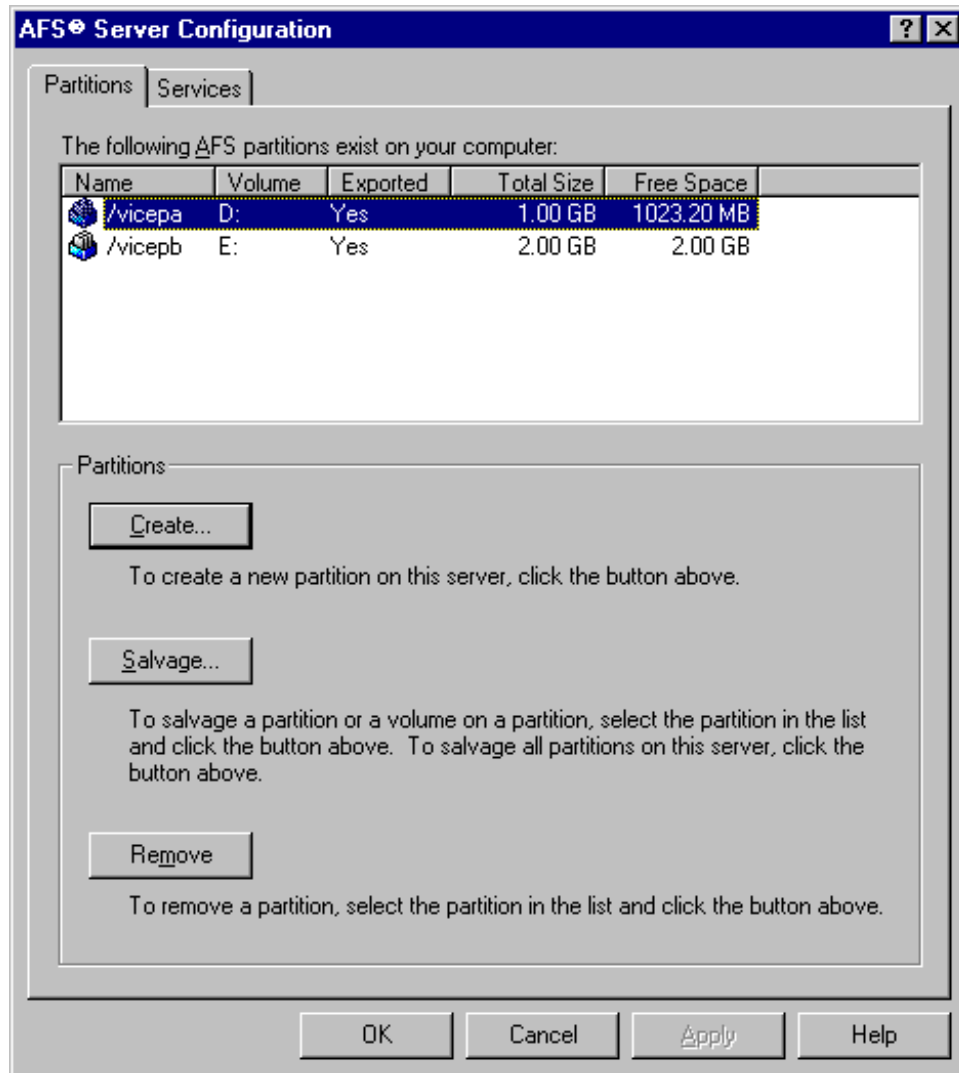 AFS® Server Configuration
Partitions Services
The following AFS partitions exist on your computer:
Name Volume Exported Total Size Free Space
/vicepa D: Yes 1.00 GB 1023.20 MB
/vicepb E: Yes 2.00 GB 2.00 GB
Partitions
Create...
To create a new partition on this server, click the button above.
Salvage...
To salvage a partition or a volume on a partition, select the partition in the list
and click the button above. To salvage all partitions on this server, click the
button above.
Remove
To remove a partition, select the partition in the list and click the button above.
OK Cancel Apply Help